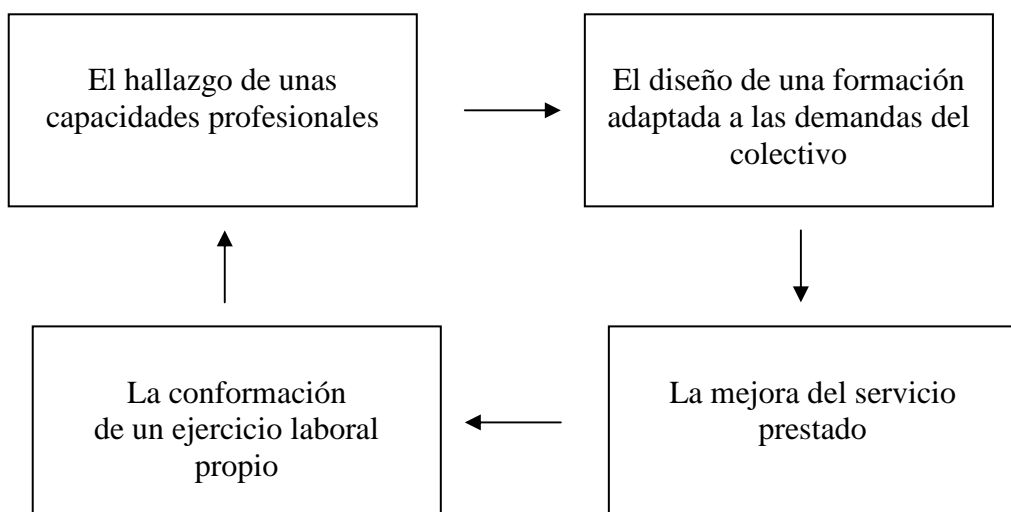 El hallazgo de unas
capacidades profesionales
El diseño de una formación
adaptada a las demandas del
colectivo
La conformación
de un ejercicio laboral
propio
La mejora del servicio
prestado